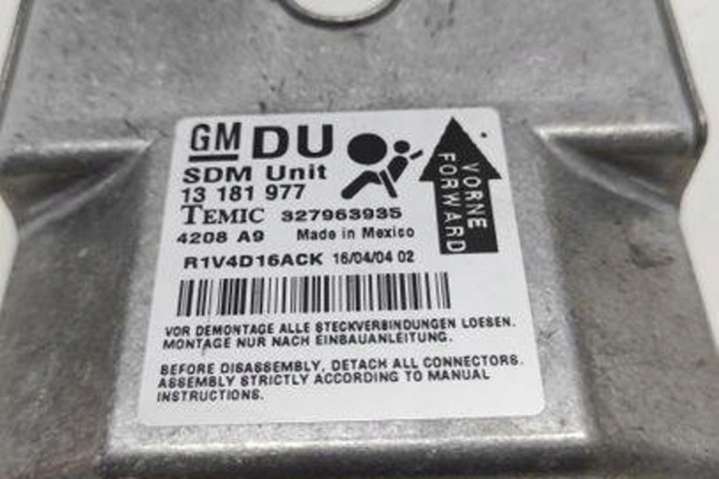 GM DU
SDM Unit
13 181 977
TEMIC 327963935
4208 A9 Made in Mexico
R1V4D16ACK 16/04/04 02
VORNE
FORWARD
VOR DEMONTAGE ALLE STECKVERBINDUNGEN LOESEN.
MONTAGE NUR NACH EINBAUANLEITUNG.
BEFORE DISASSEMBLY, DETACH ALL CONNECTORS.
ASSEMBLY STRICTLY ACCORDING TO MANUAL
INSTRUCTIONS.